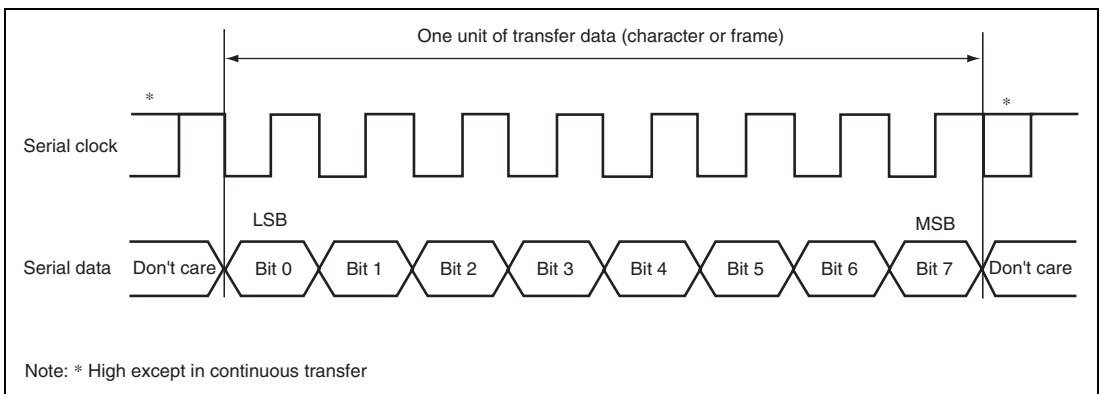 One unit of transfer data (character or frame)
* *
Serial clock
LSB MSB
Serial data Don't care Bit 0 Bit 1 Bit 2 Bit 3 Bit 4 Bit 5 Bit 6 Bit 7 Don't care
Note: * High except in continuous transfer